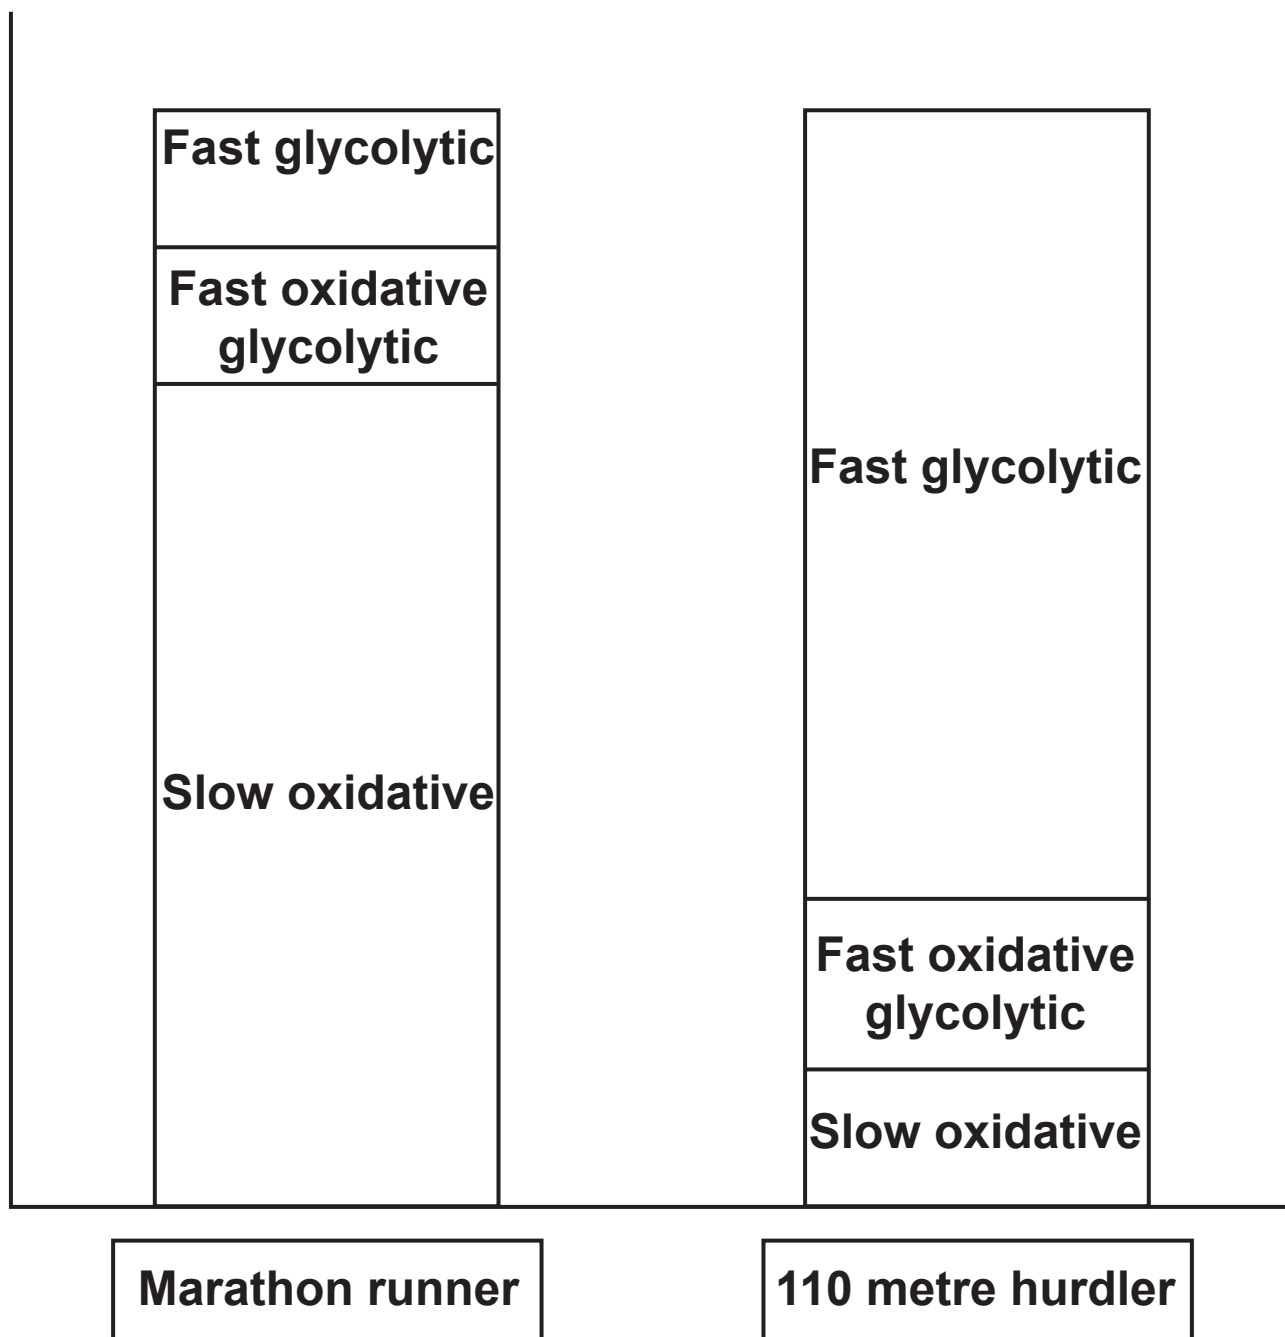 Fast glycolytic
Fast oxidative
glycolytic
Slow oxidative
Fast glycolytic
Fast oxidative
glycolytic
Slow oxidative
Marathon runner
110 metre hurdler